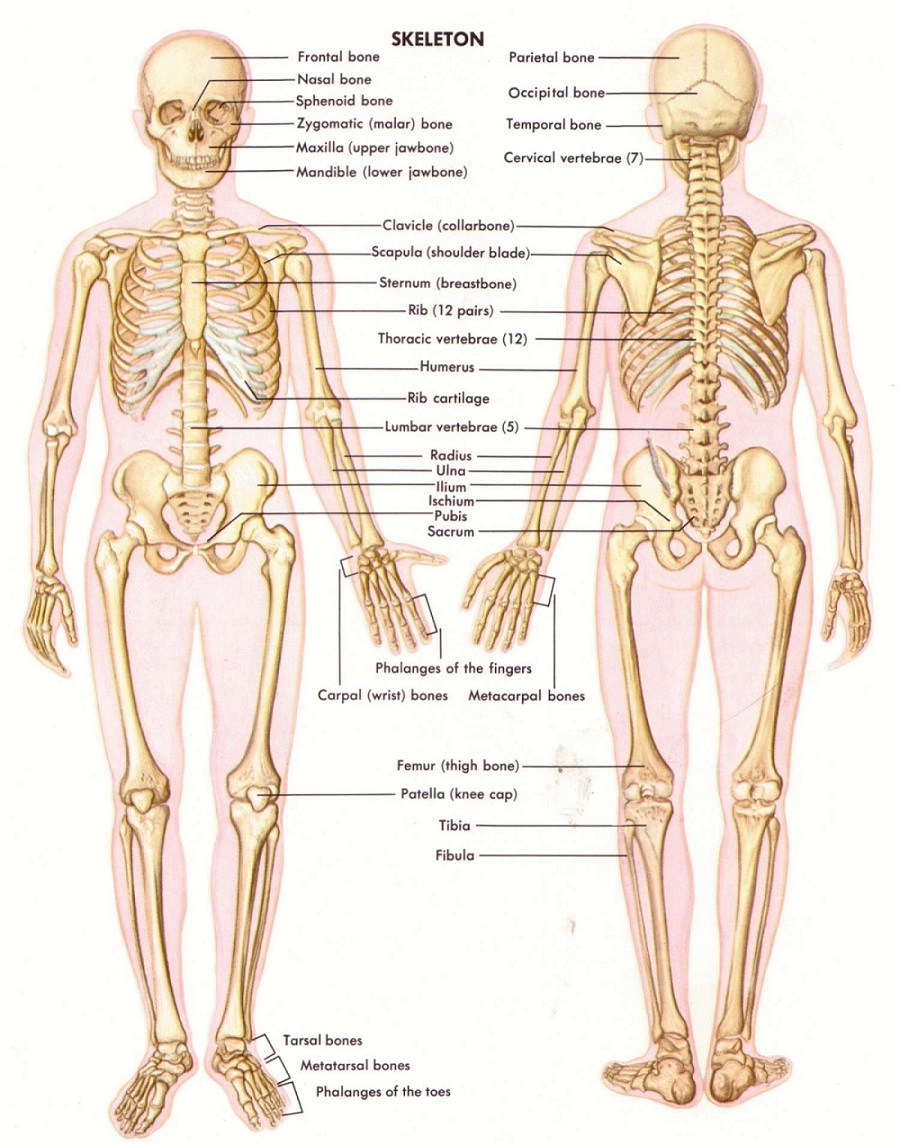 SKELETON
Frontal bone
Nasal bone
Sphenoid bone
Zygomatic (malar) bone
Maxilla (upper jawbone)
Mandible (lower jawbone)
Parietal bone
Occipital bone
Temporal bone
Cervical vertebrae (7)
Clavicle (collarbone)
Scapula (shoulder blade)
Sternum (breastbone)
Rib (12 pairs)
Thoracic vertebrae (12)
Humerus
Rib cartilage
Lumbar vertebrae (5)
Radius
Ulna
Ilium
Ischium
Pubis
Sacrum
Phalanges of the fingers
Carpal (wrist) bones
Metacarpal bones
Femur (thigh bone)
Patella (knee cap)
Tibia
Fibula
Tarsal bones
Metatarsal bones
Phalanges of the toes